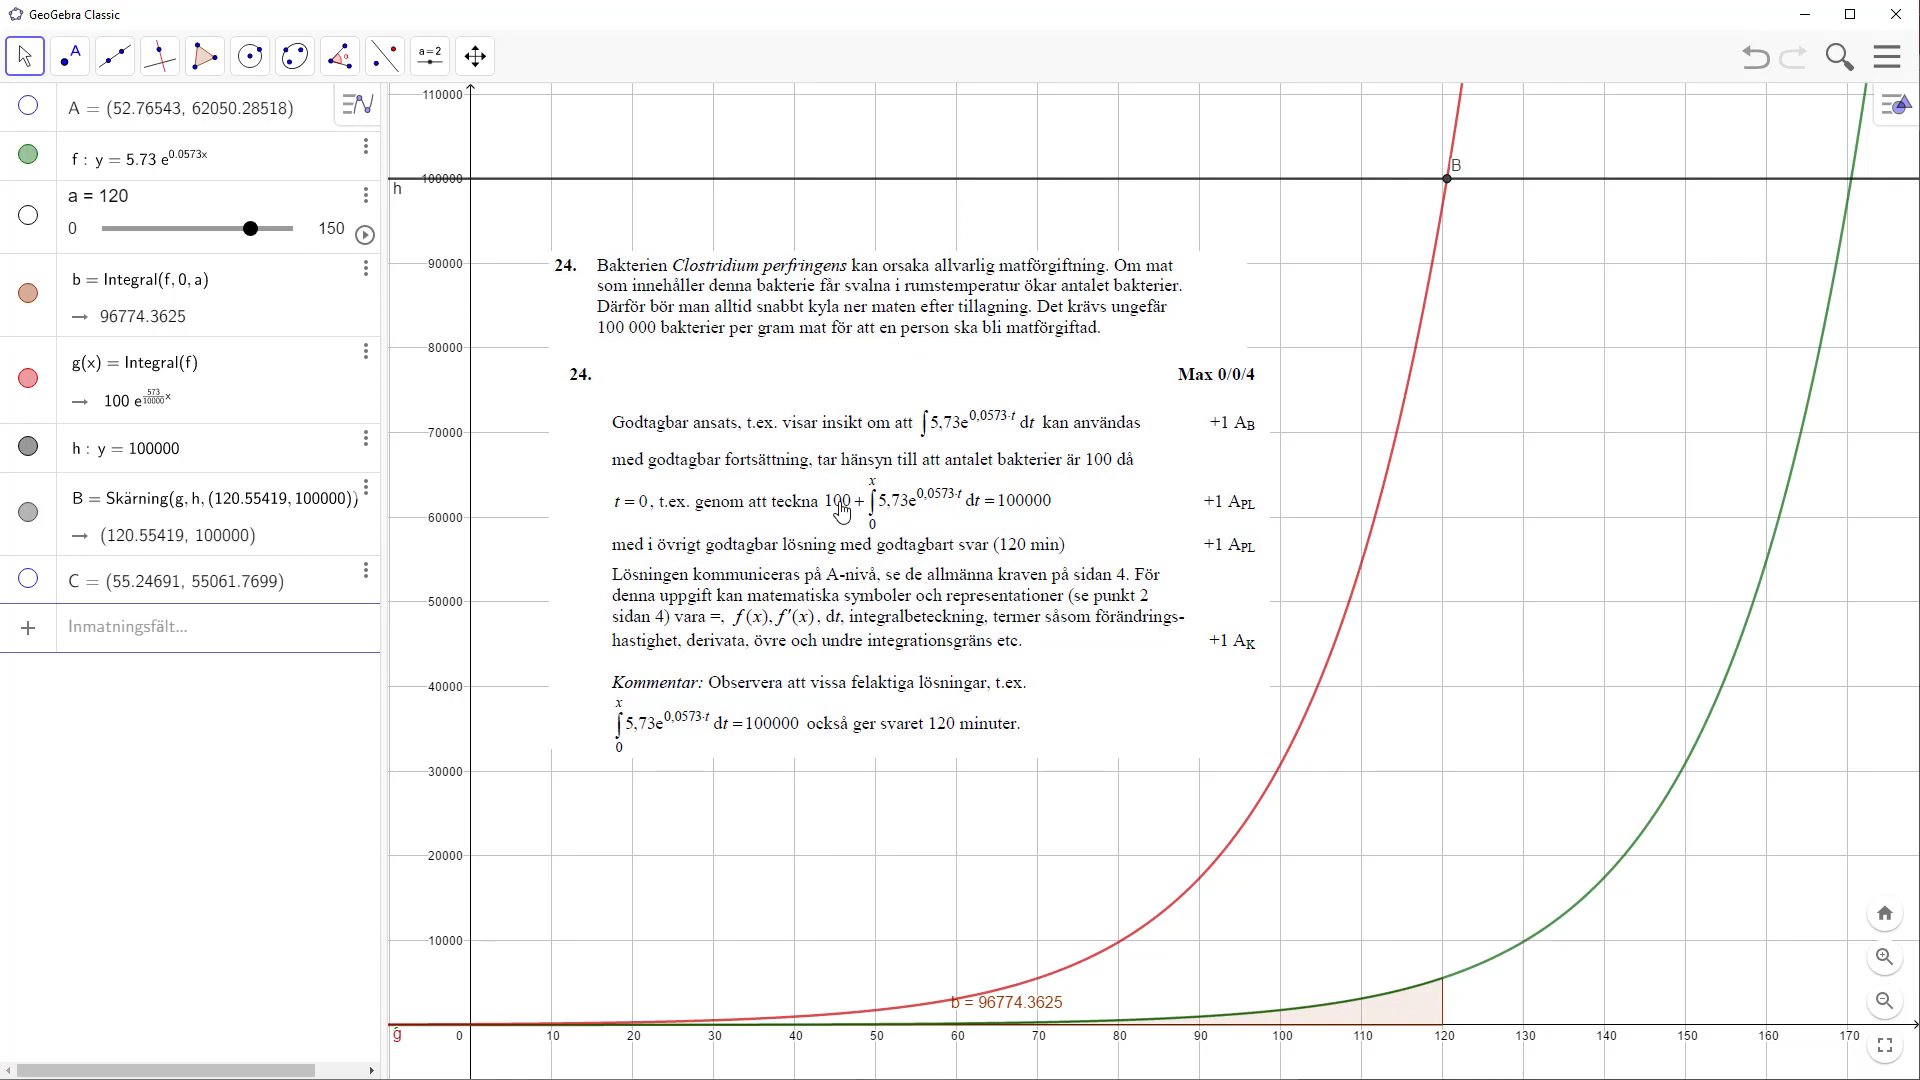 GeoGebra Classic
A
α
a=2
A = (52.76543, 62050.28518)
f : y = 5.73 e^0.0573x
a = 120
0
150
b = Integral(f, 0, a)
→ 96774.3625
g(x) = Integral(f)
→ 100 e^573/10000 x
h : y = 100000
B = Skärning(g, h, (120.55419, 100000))
→ (120.55419, 100000)
C = (55.24691, 55061.7699)
+ Inmatningsfält…
110000
100000
90000
80000
70000
60000
50000
40000
30000
20000
10000
h
B
24. Bakterien Clostridium perfringens kan orsaka allvarlig matförgiftning. Om mat
som innehåller denna bakterie får svalna i rumstemperatur ökar antalet bakterier.
Därför bör man alltid snabbt kyla ner maten efter tillagning. Det krävs ungefär
100 000 bakterier per gram mat för att en person ska bli matförgiftad.
24. Max 0/0/4
Godtagbar ansats, t.ex. visar insikt om att ∫5,73e^0,0573·t dt kan användas +1 AB
med godtagbar fortsättning, tar hänsyn till att antalet bakterier är 100 då
x
t = 0, t.ex. genom att teckna 100 + ∫5,73e^0,0573·t dt = 100000 +1 APL
0
med i övrigt godtagbar lösning med godtagbart svar (120 min) +1 APL
Lösningen kommuniceras på A-nivå, se de allmänna kraven på sidan 4. För
denna uppgift kan matematiska symboler och representationer (se punkt 2
sidan 4) vara =, f(x), f′(x), dt, integralbeteckning, termer såsom förändrings-
hastighet, derivata, övre och undre integrationsgräns etc. +1 AK
Kommentar: Observera att vissa felaktiga lösningar, t.ex.
x
∫5,73e^0,0573·t dt = 100000 också ger svaret 120 minuter.
0
b = 96774.3625
g
0 10 20 30 40 50 60 70 80 90 100 110 120 130 140 150 160 170